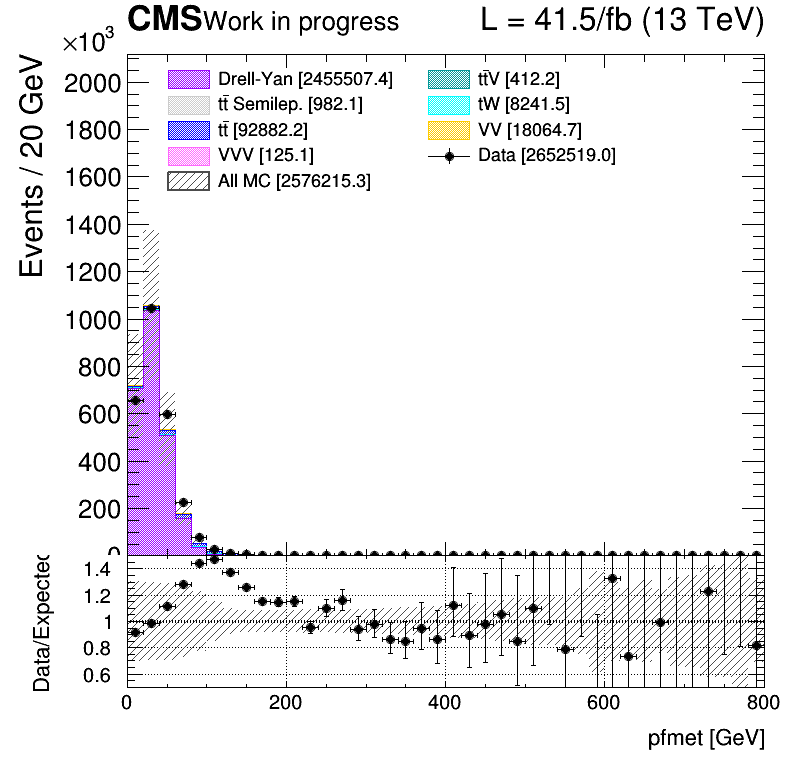 CMS Work in progress L = 41.5/fb (13 TeV)
×10³
Events / 20 GeV
2000
1800
1600
1400
1200
1000
800
600
400
200
0
Drell-Yan [2455507.4]
tt̄ Semilep. [982.1]
tt̄ [92882.2]
VVV [125.1]
All MC [2576215.3]
tt̄V [412.2]
tW [8241.5]
VV [18064.7]
Data [2652519.0]
Data/Expected
1.4
1.2
1
0.8
0.6
0 200 400 600 800
pfmet [GeV]